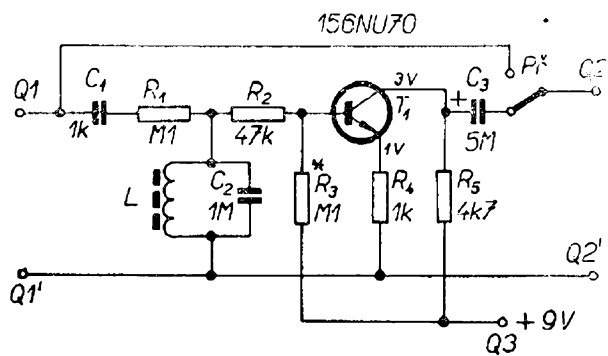 156NU70
Q1
C1
1k
R1
M1
R2
47k
T1
3V
1V
+
C3
5M
Př*
Q2
L
C2
1M
*
R3
M1
R4
1k
R5
4k7
Q1'
Q2'
+9V
Q3